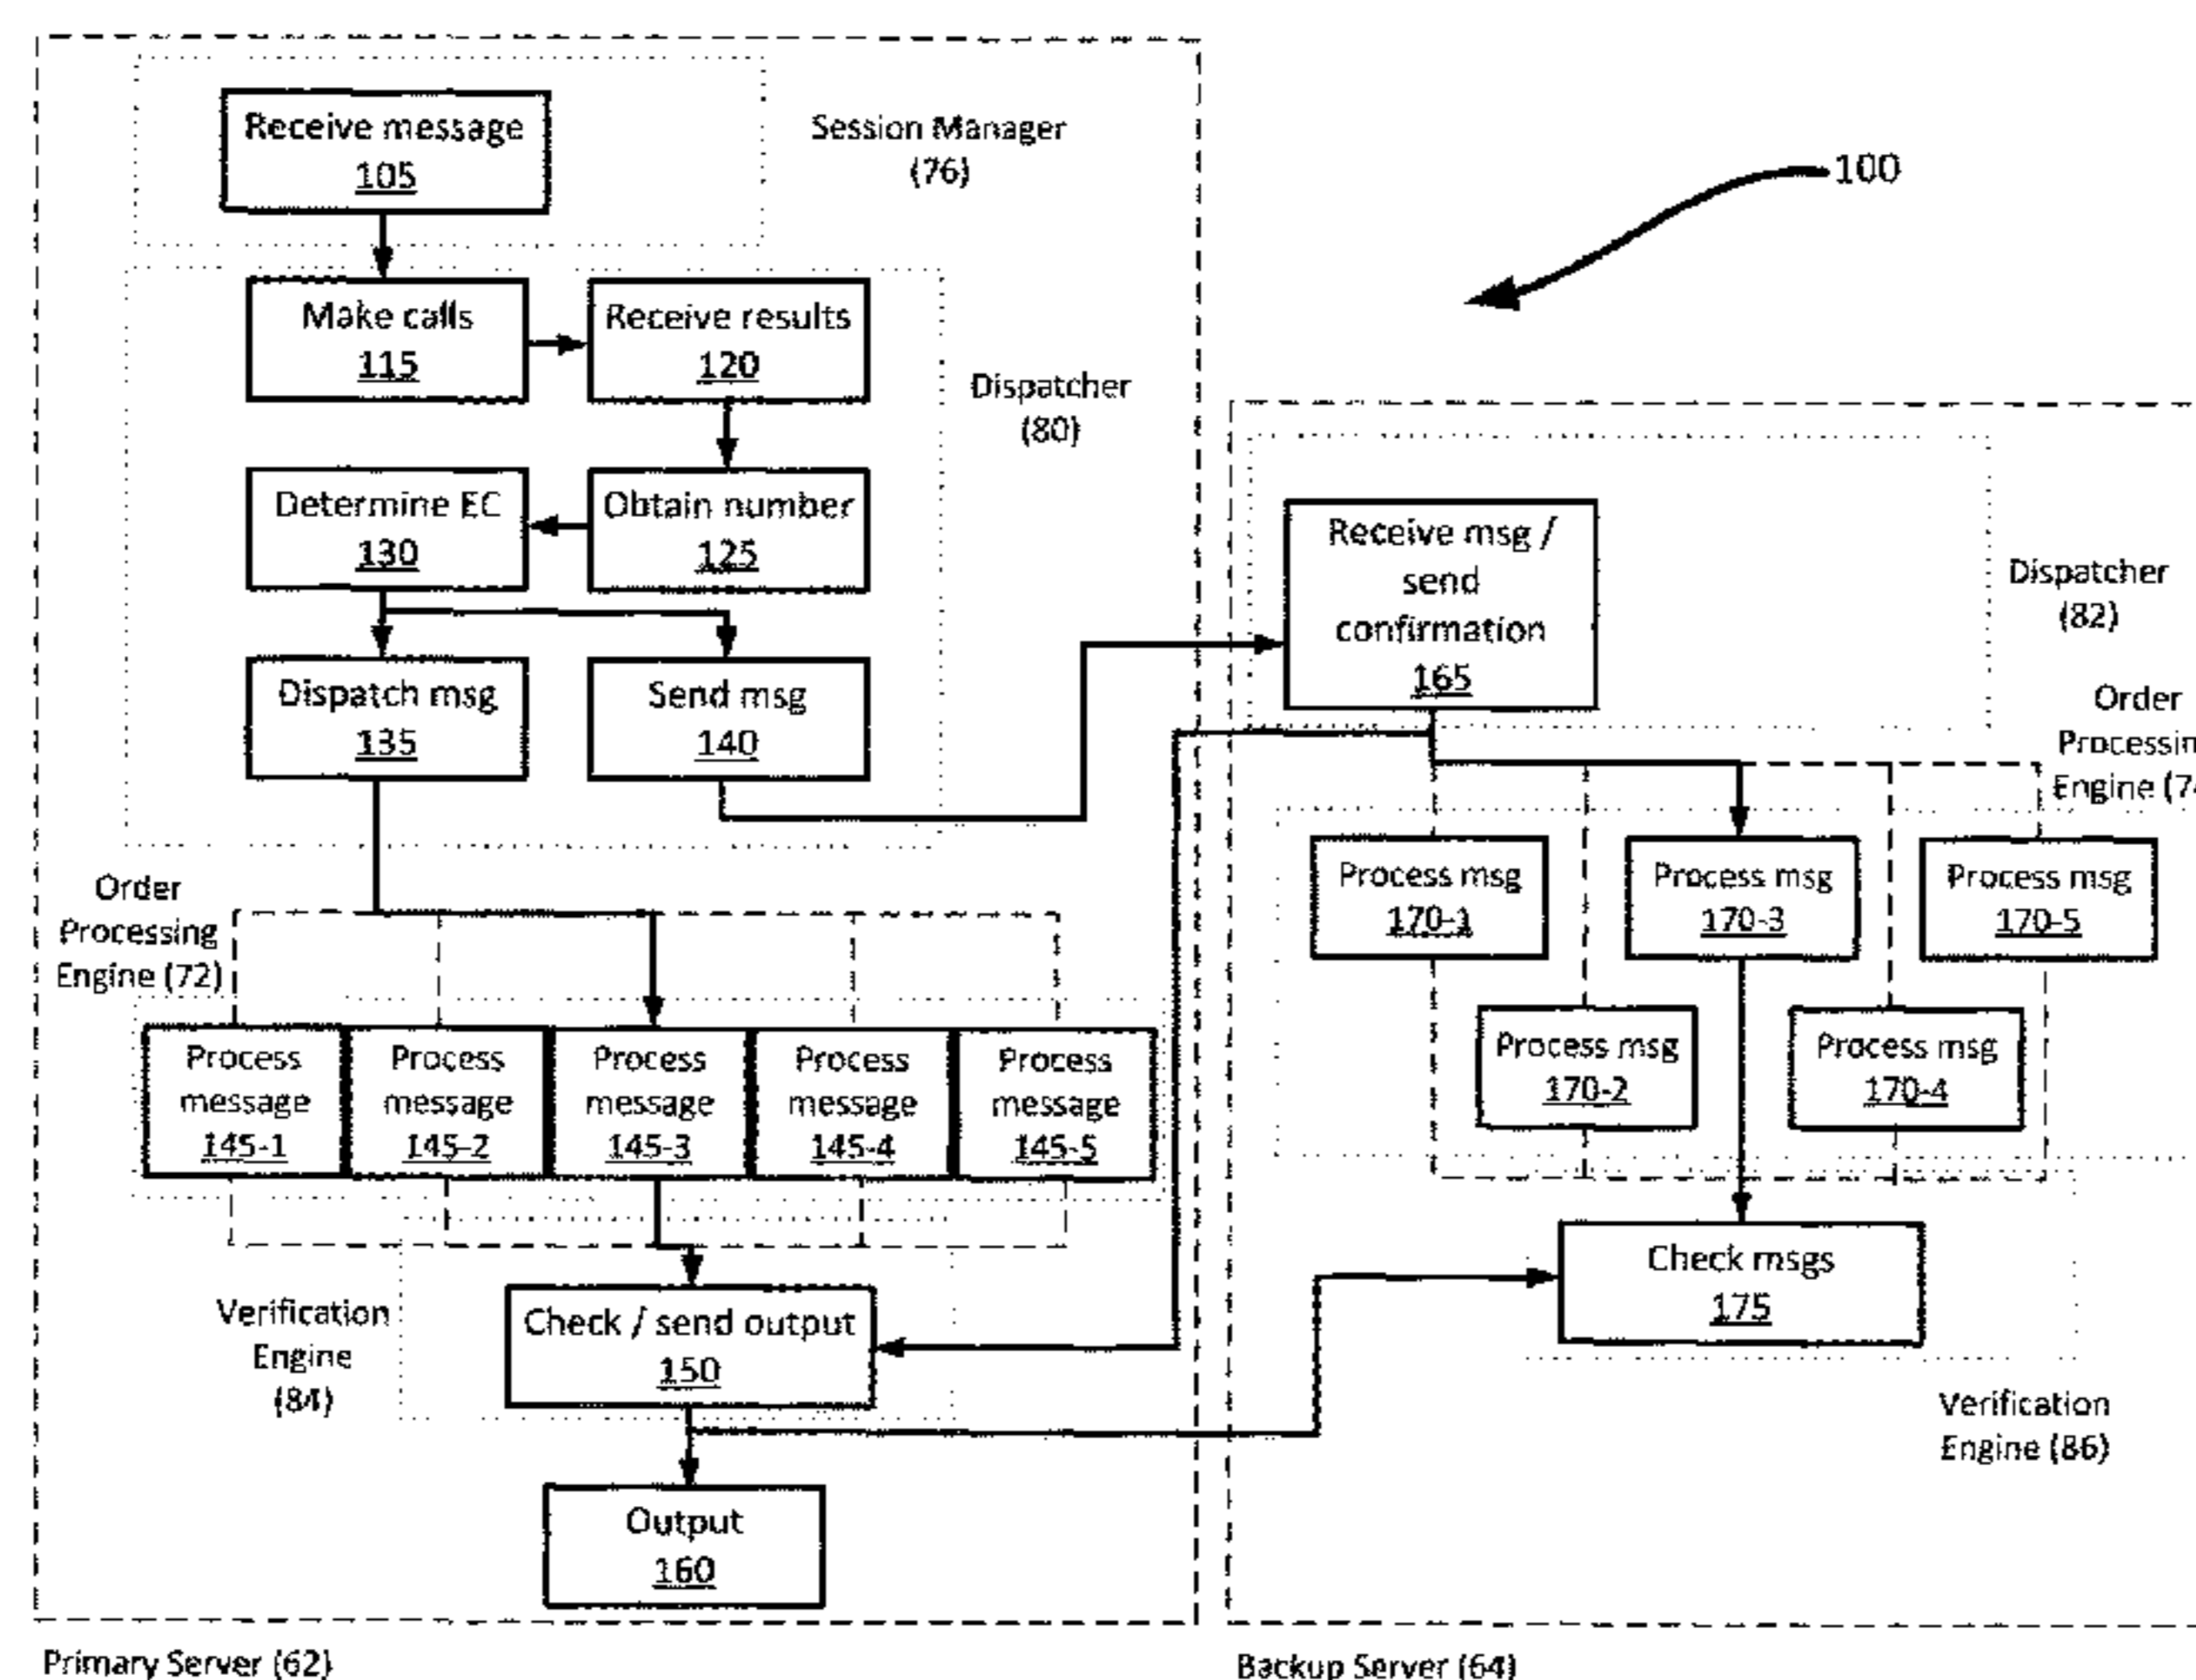 Receive message
105
Session Manager
(76)
100
Make calls
115
Receive results
120
Dispatcher
(80)
Determine EC
130
Obtain number
125
Dispatch msg
135
Send msg
140
Receive msg /
send
confirmation
165
Dispatcher
(82)
Order
Processin
Engine (74
Process msg
170-1
Process msg
170-3
Process msg
170-5
Process msg
170-2
Process msg
170-4
Order
Processing
Engine (72)
Process
message
145-1
Process
message
145-2
Process
message
145-3
Process
message
145-4
Process
message
145-5
Check msgs
175
Verification
Engine
(84)
Check / send output
150
Verification
Engine (86)
Output
160
Primary Server (62)
Backup Server (64)